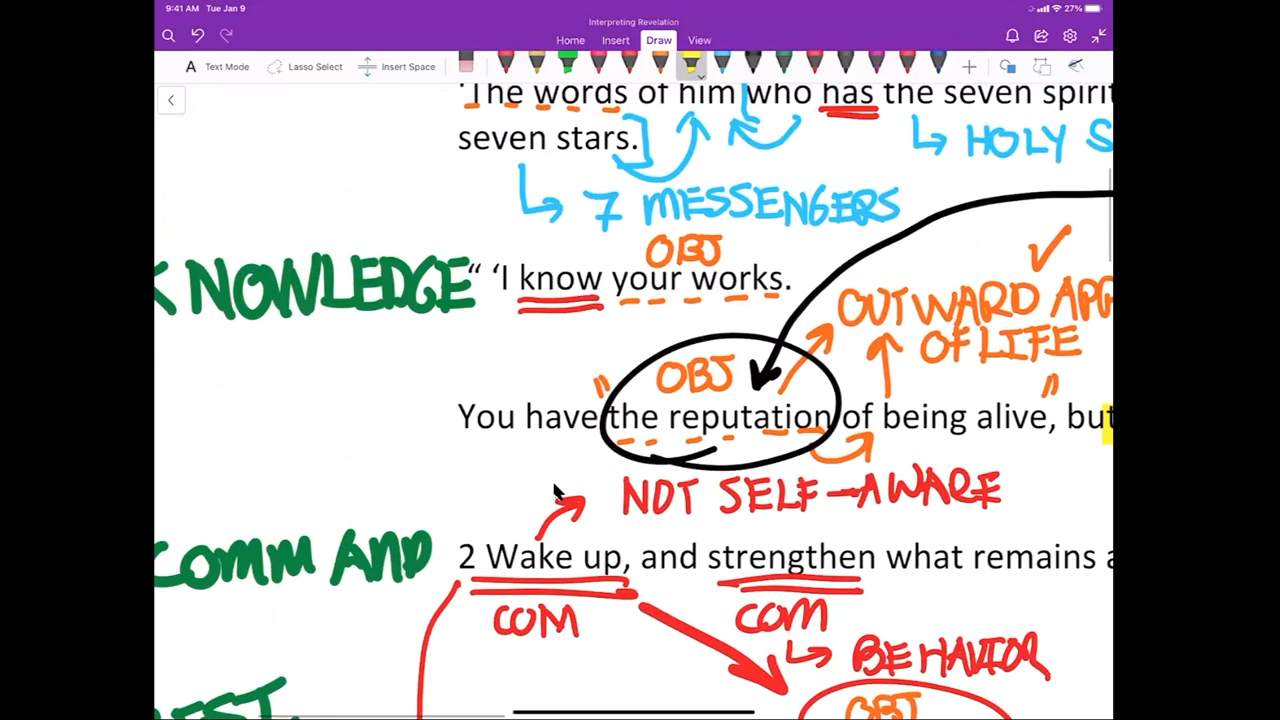 9:41 AM Tue Jan 9
27%
Interpreting Revelation
Home Insert Draw View
A Text Mode Lasso Select Insert Space
'The words of him who has the seven
seven stars.
HOLY
7 MESSENGERS
OBJ
KNOWLEDGE
" 'I know your works.
OUTWARD
OF LIFE
OBJ
" "
You have the reputation of being alive, but
NOT SELF-AWARE
COMMAND
2 Wake up, and strengthen what remains
COM
COM
BEHAVIOR
OBJ